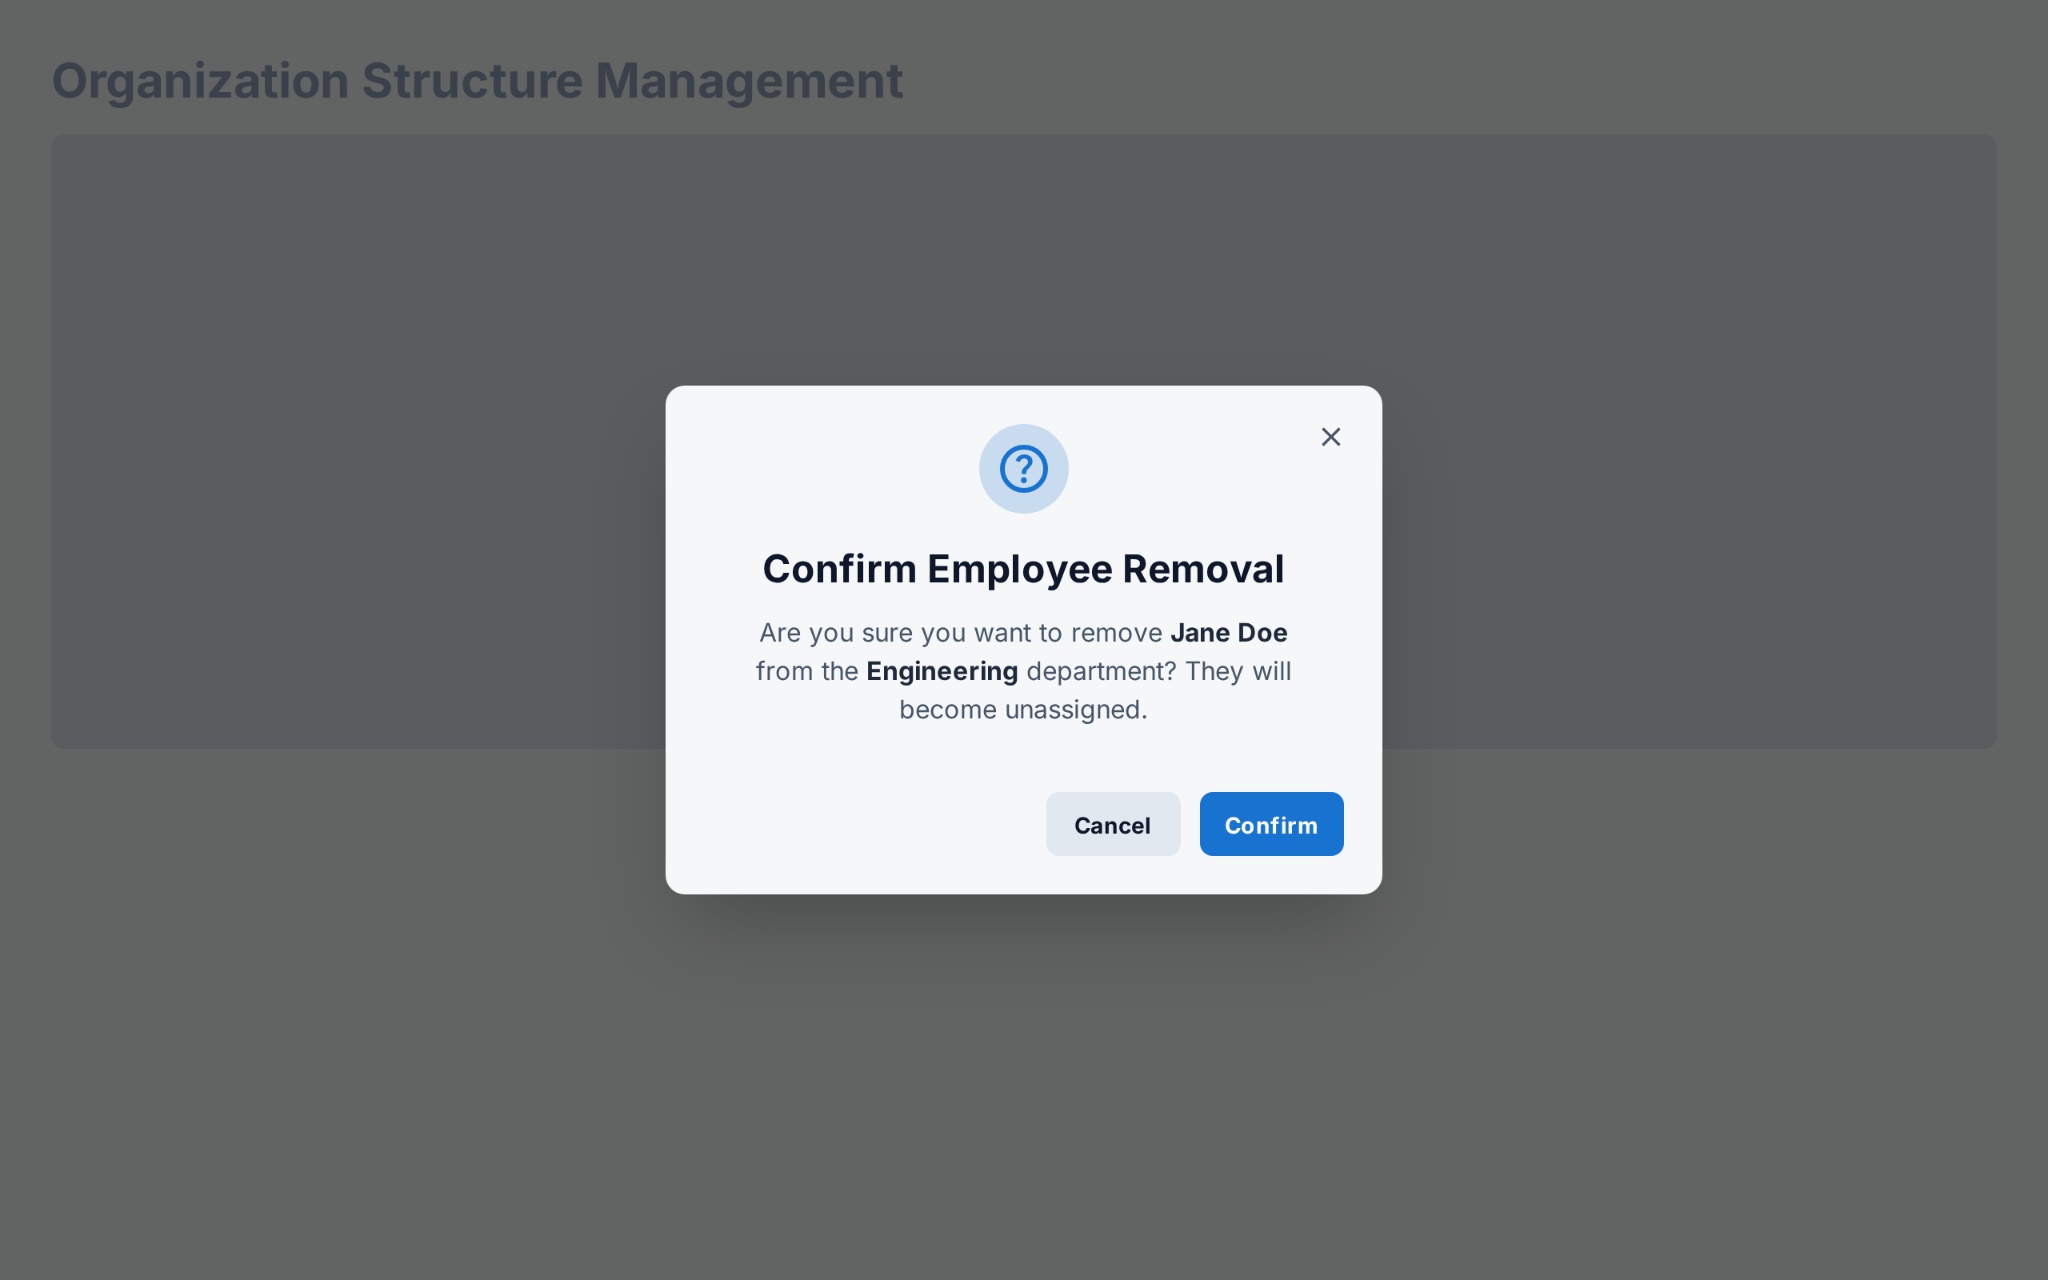 Organization Structure Management
Confirm Employee Removal
Are you sure you want to remove Jane Doe
from the Engineering department? They will
become unassigned.
Cancel Confirm